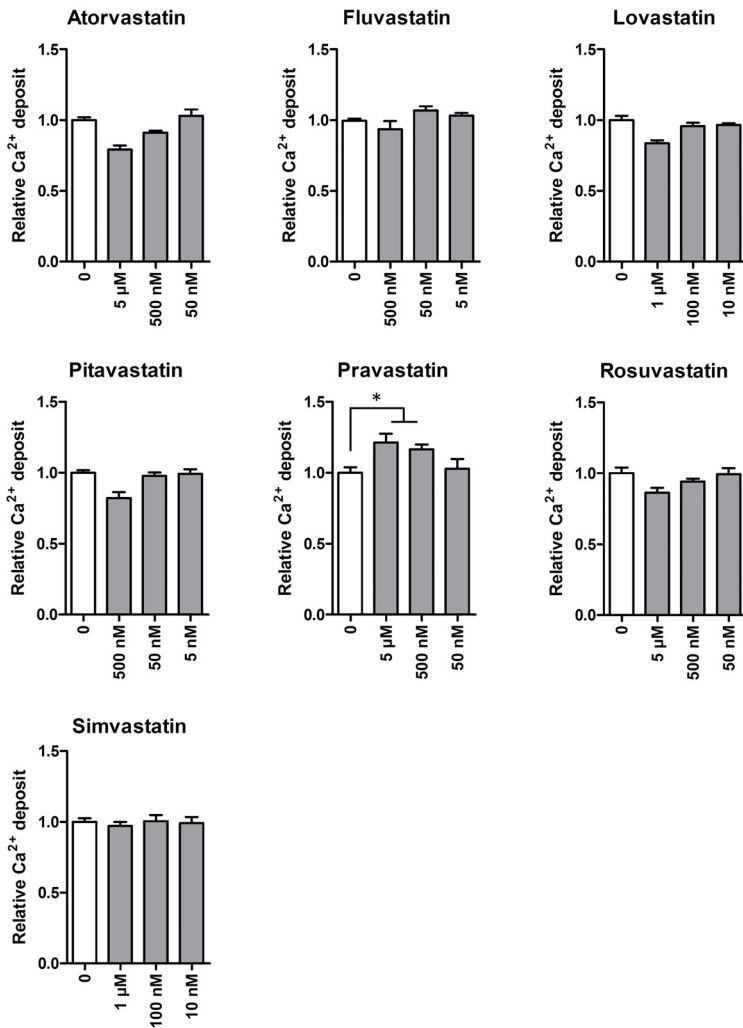 Atorvastatin
Relative Ca2+ deposit
1.5
1.0
0.5
0.0
0
5 µM
500 nM
50 nM
Fluvastatin
Relative Ca2+ deposit
1.5
1.0
0.5
0.0
0
500 nM
50 nM
5 nM
Lovastatin
Relative Ca2+ deposit
1.5
1.0
0.5
0.0
0
1 µM
100 nM
10 nM
Pitavastatin
Relative Ca2+ deposit
1.5
1.0
0.5
0.0
0
500 nM
50 nM
5 nM
Pravastatin
Relative Ca2+ deposit
1.5
1.0
0.5
0.0
*
0
5 µM
500 nM
50 nM
Rosuvastatin
Relative Ca2+ deposit
1.5
1.0
0.5
0.0
0
5 µM
500 nM
50 nM
Simvastatin
Relative Ca2+ deposit
1.5
1.0
0.5
0.0
0
1 µM
100 nM
10 nM